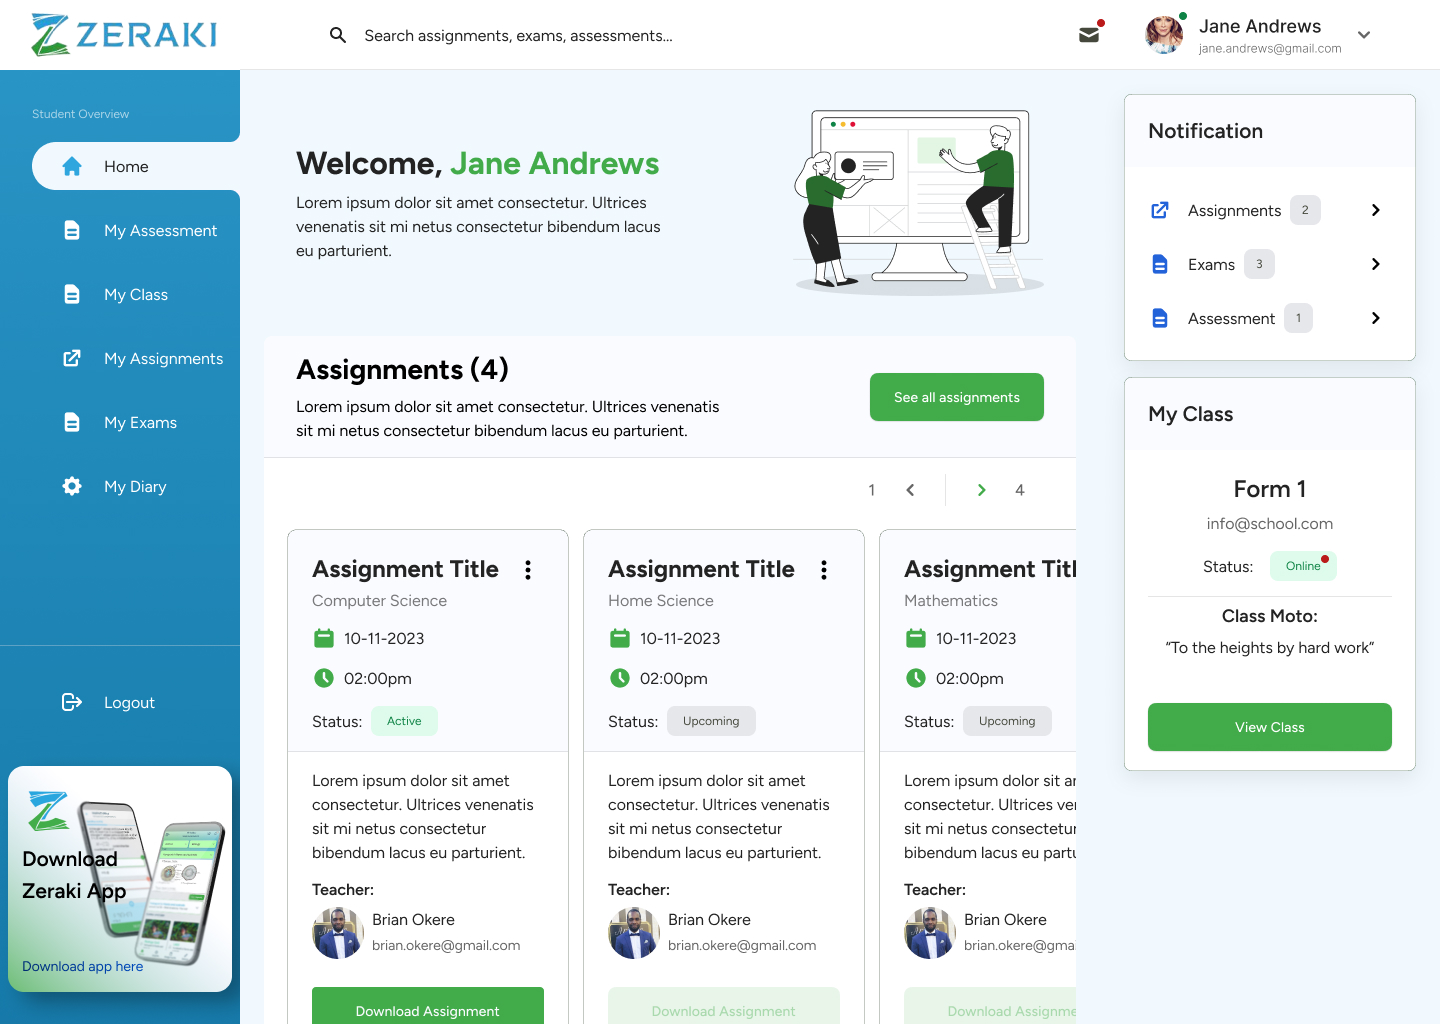 ZERAKI
Search assignments, exams, assessments...
Jane Andrews
jane.andrews@gmail.com
Student Overview
Home
My Assessment
My Class
My Assignments
My Exams
My Diary
Logout
Download
Zeraki App
Download app here
Welcome, Jane Andrews
Lorem ipsum dolor sit amet consectetur. Ultrices
venenatis sit mi netus consectetur bibendum lacus
eu parturient.
Assignments (4)
Lorem ipsum dolor sit amet consectetur. Ultrices venenatis
sit mi netus consectetur bibendum lacus eu parturient.
See all assignments
1
4
Assignment Title
Computer Science
10-11-2023
02:00pm
Status: Active
Lorem ipsum dolor sit amet
consectetur. Ultrices venenatis
sit mi netus consectetur
bibendum lacus eu parturient.
Teacher:
Brian Okere
brian.okere@gmail.com
Download Assignment
Assignment Title
Home Science
10-11-2023
02:00pm
Status: Upcoming
Lorem ipsum dolor sit amet
consectetur. Ultrices venenatis
sit mi netus consectetur
bibendum lacus eu parturient.
Teacher:
Brian Okere
brian.okere@gmail.com
Download Assignment
Assignment Titl
Mathematics
10-11-2023
02:00pm
Status: Upcoming
Lorem ipsum dolor sit ar
consectetur. Ultrices ver
sit mi netus consectetur
bibendum lacus eu partu
Teacher:
Brian Okere
brian.okere@gma
Download Assignme
Notification
Assignments 2
Exams 3
Assessment 1
My Class
Form 1
info@school.com
Status: Online
Class Moto:
“To the heights by hard work”
View Class